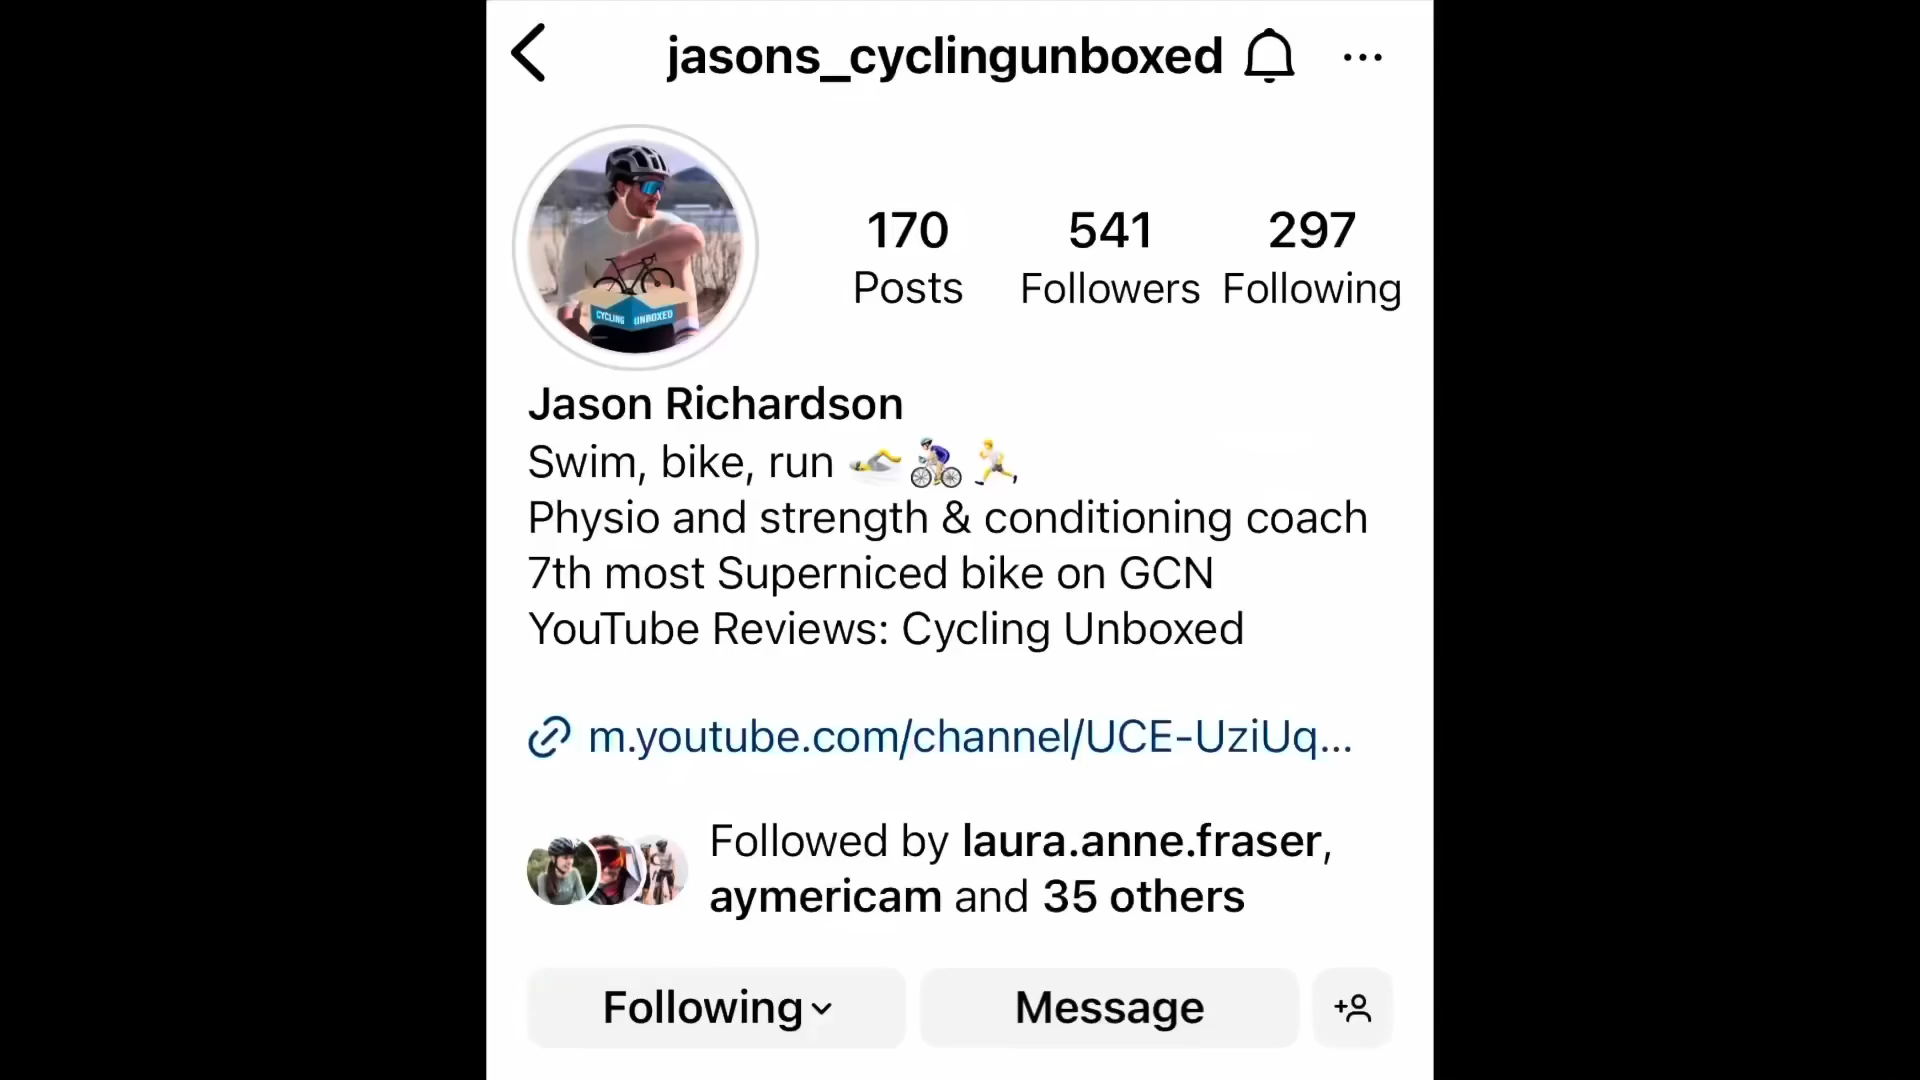 jasons_cyclingunboxed
170
Posts
541
Followers
297
Following
CYCLING UNBOXED
Jason Richardson
Swim, bike, run 🏊🚴🏃
Physio and strength & conditioning coach
7th most Superniced bike on GCN
YouTube Reviews: Cycling Unboxed
m.youtube.com/channel/UCE-UziUq...
Followed by laura.anne.fraser,
aymericam and 35 others
Following
Message